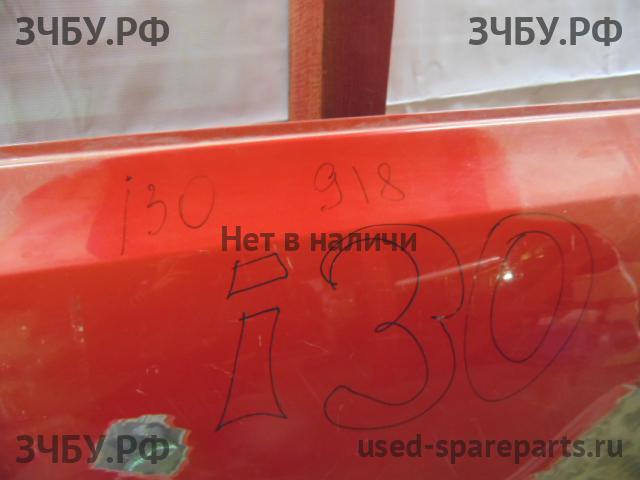 ЗЧБУ.РФ ЗЧБУ.РФ
i30 918
Нет в наличи
i30
ЗЧБУ.РФ used-spareparts.ru